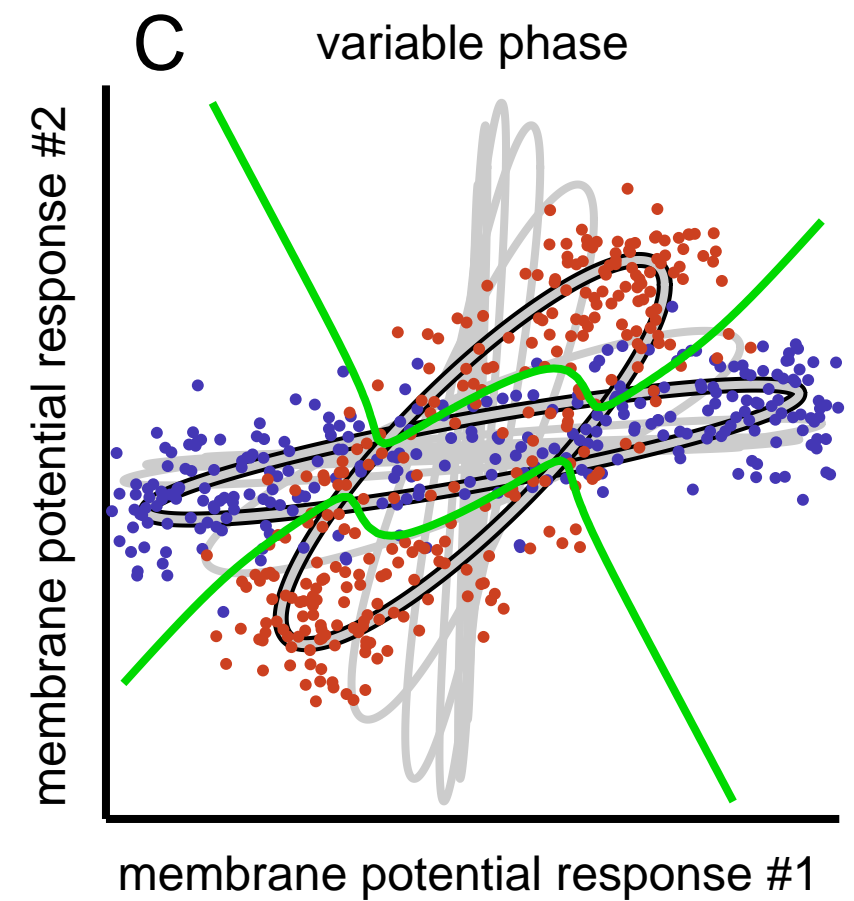 C
variable phase
membrane potential response #2
membrane potential response #1